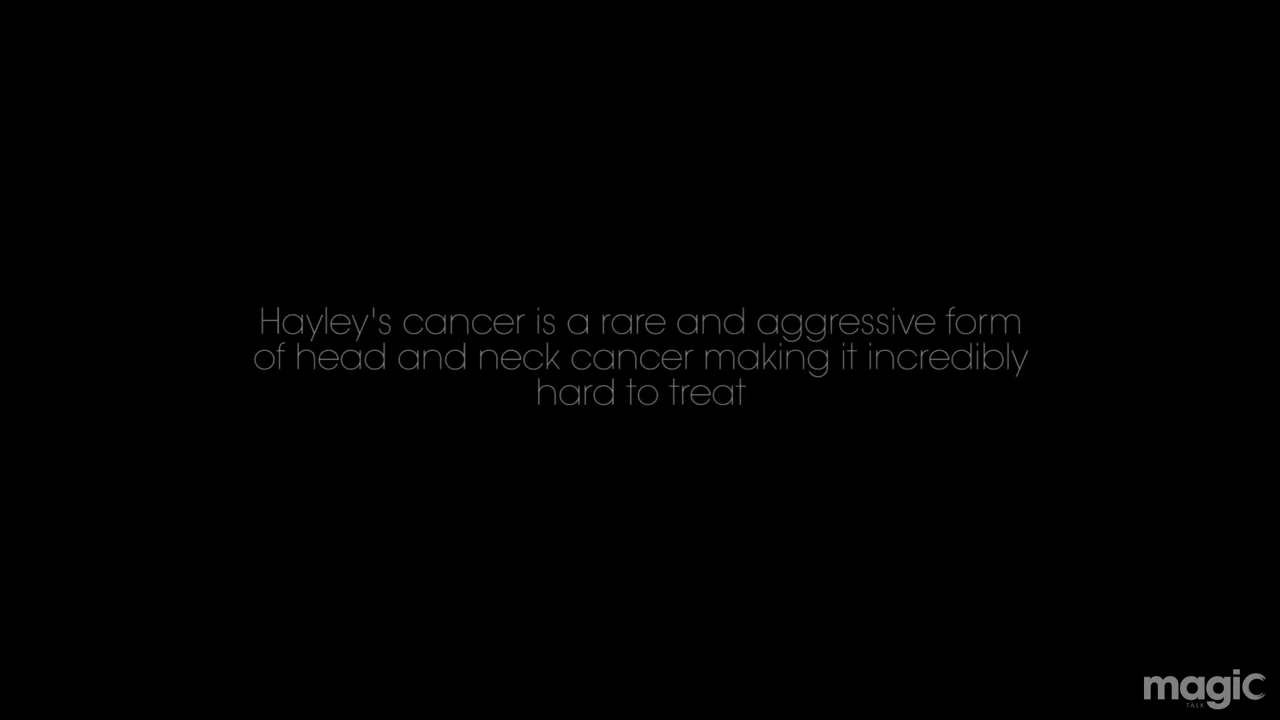 Hayley's cancer is a rare and aggressive form
of head and neck cancer making it incredibly
hard to treat
magic
TALK